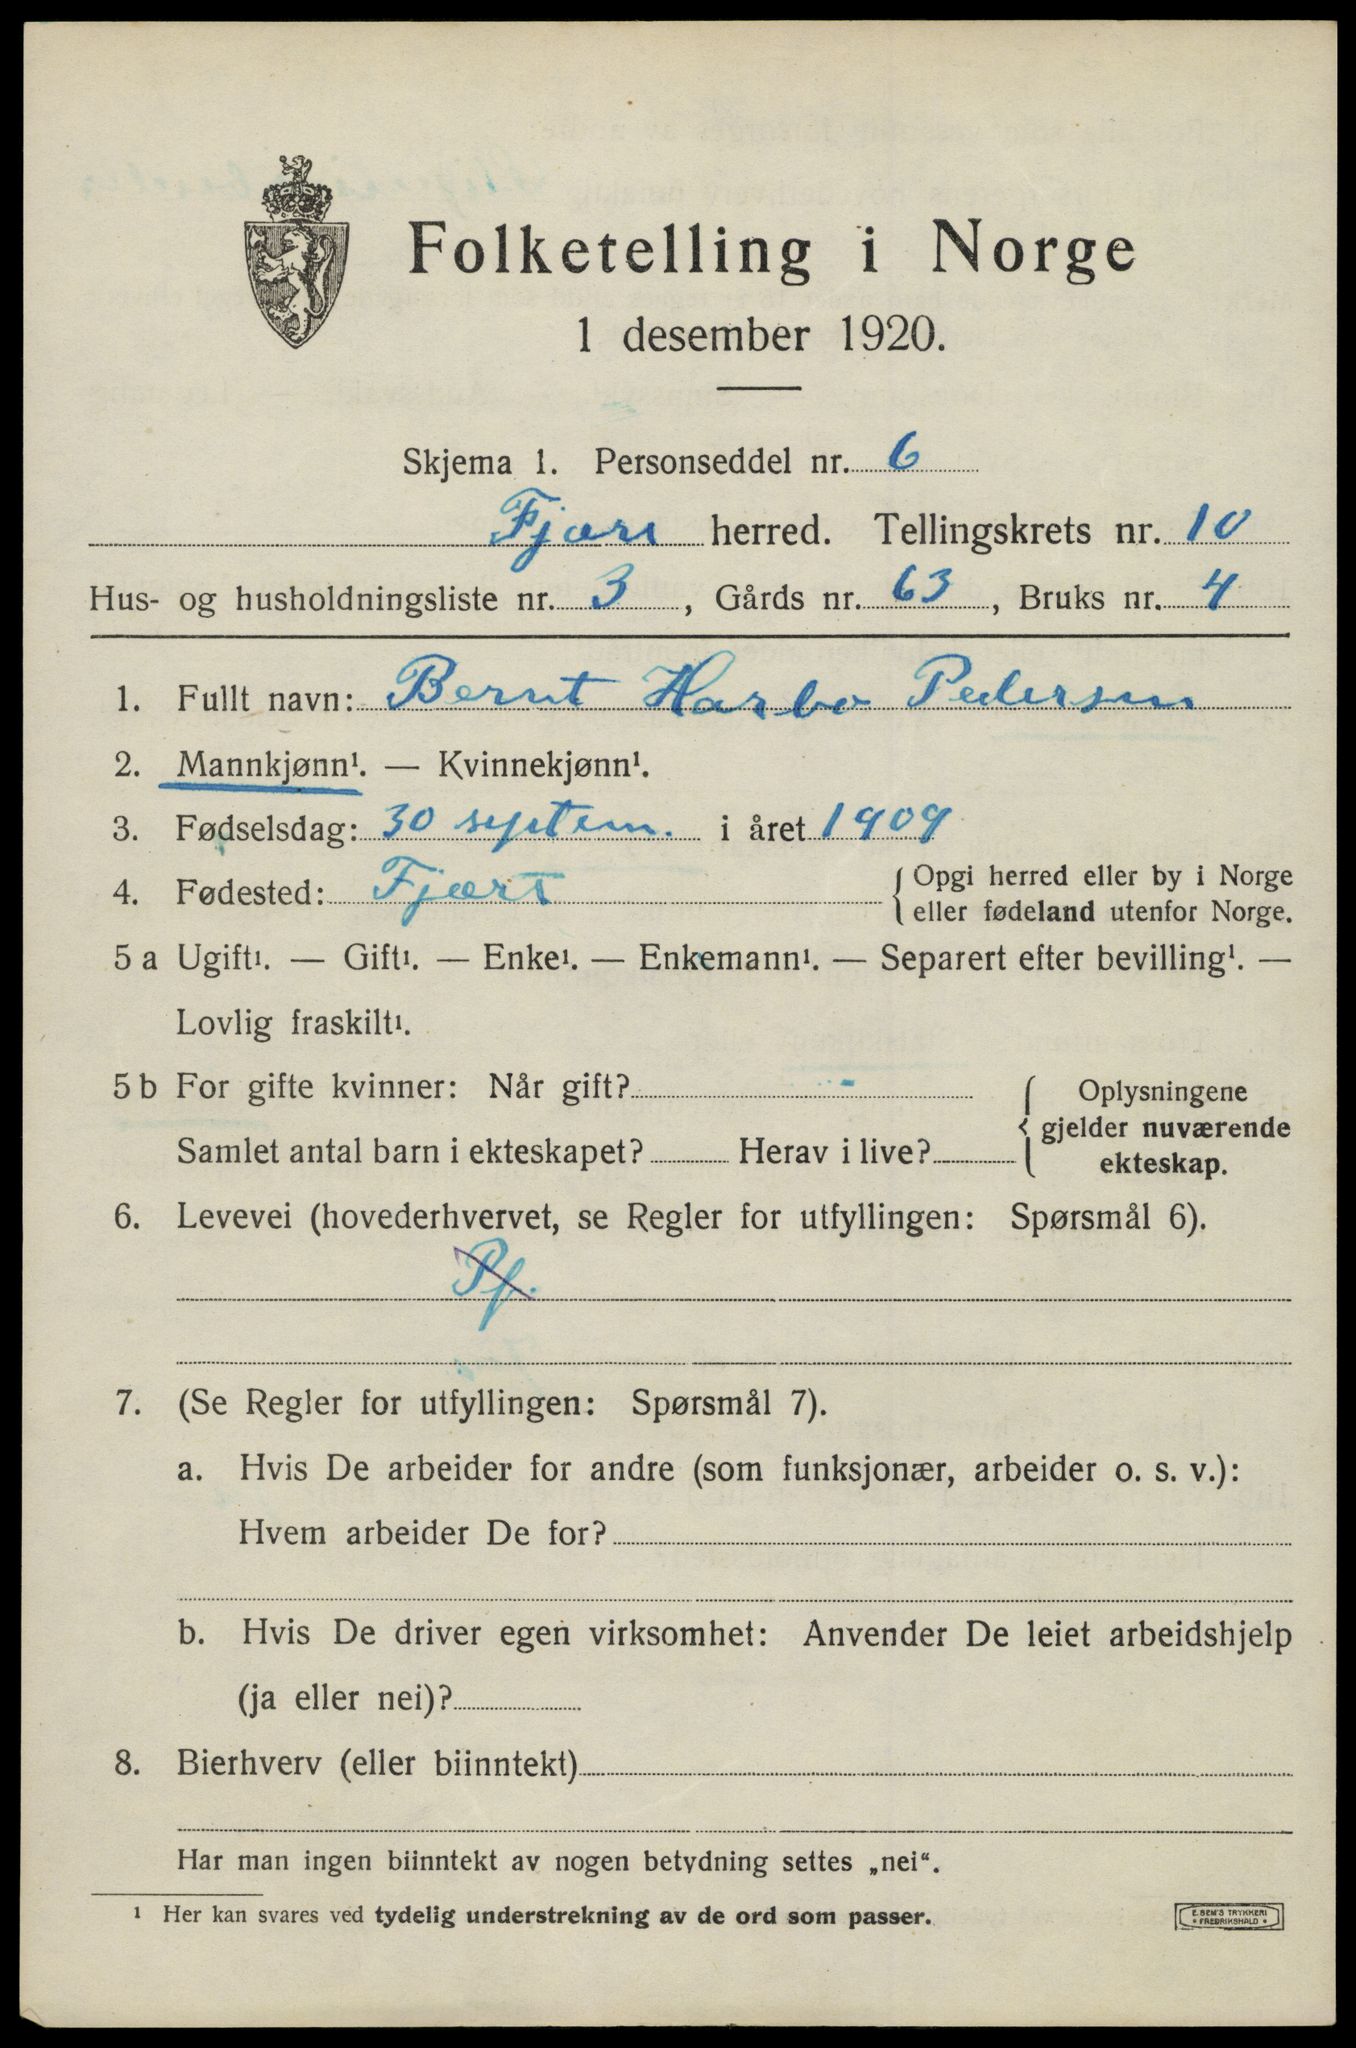 Folketelling i Norge
1 desember 1920.
Skjema 1. Personseddel nr. 6
Fjære herred. Tellingskrets nr. 10
Hus- og husholdningsliste nr. 3, Gårds nr. 63, Bruks nr. 4
1. Fullt navn: Bernt Harbo Pedersen
2. Mannkjønn¹. — Kvinnekjønn¹.
3. Fødselsdag: 30 septem. i året 1909
4. Fødested: Opgi herred eller by i Norge
eller fødeland utenfor Norge.
5 a Ugift¹. — Gift¹. — Enke¹. — Enkemann¹. — Separert efter bevilling¹. —
Lovlig fraskilt¹.
5 b For gifte kvinner: Når gift? Oplysningene
gjelder nuværende
Samlet antal barn i ekteskapet? Herav i live? ekteskap.
6. Levevei (hovederhvervet, se Regler for utfyllingen: Spørsmål 6).
Pf.
7. (Se Regler for utfyllingen: Spørsmål 7).
a. Hvis De arbeider for andre (som funksjonær, arbeider o. s. v.):
Hvem arbeider De for?
b. Hvis De driver egen virksomhet: Anvender De leiet arbeidshjelp
(ja eller nei)?
8. Bierhverv (eller biinntekt)
Har man ingen biinntekt av nogen betydning settes „nei“.
¹ Her kan svares ved tydelig understrekning av de ord som passer.
E. SEM'S TRYKKERI
FREDRIKSHALD